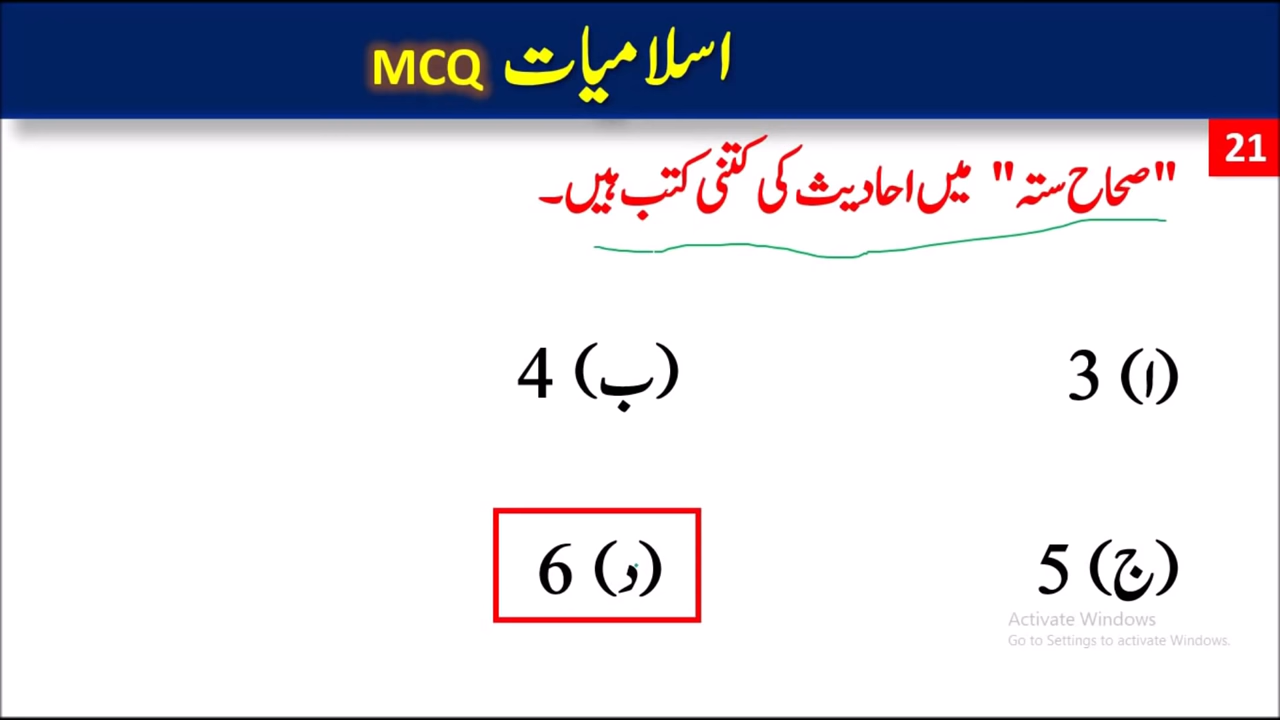 اسلامیات MCQ
21
"صحاح ستہ" میں احادیث کی کتنی کتب ہیں۔
(ا) 3
(ب) 4
(ج) 5
(د) 6
Activate Windows
Go to Settings to activate Windows.